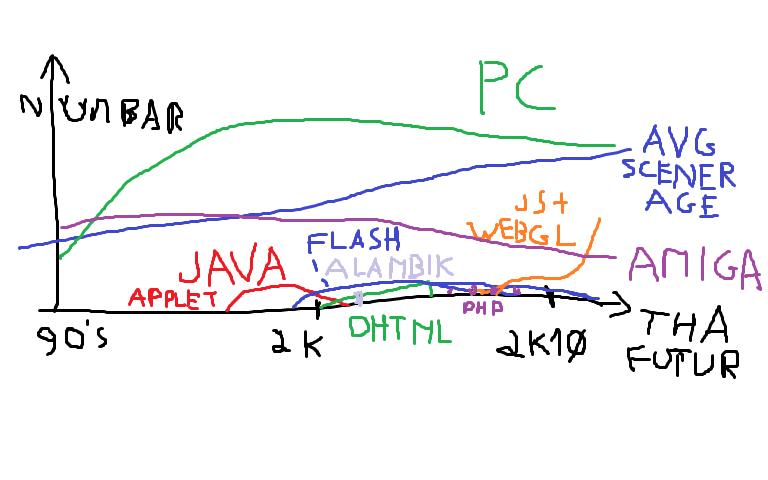 PC
NUMBAR
AVG
SCENER
AGE
JS+
WEBGL
FLASH
JAVA
ALAMBIK
AMIGA
APPLET
PHP
DHTML
90's
2K
2K10
THA
FUTUR